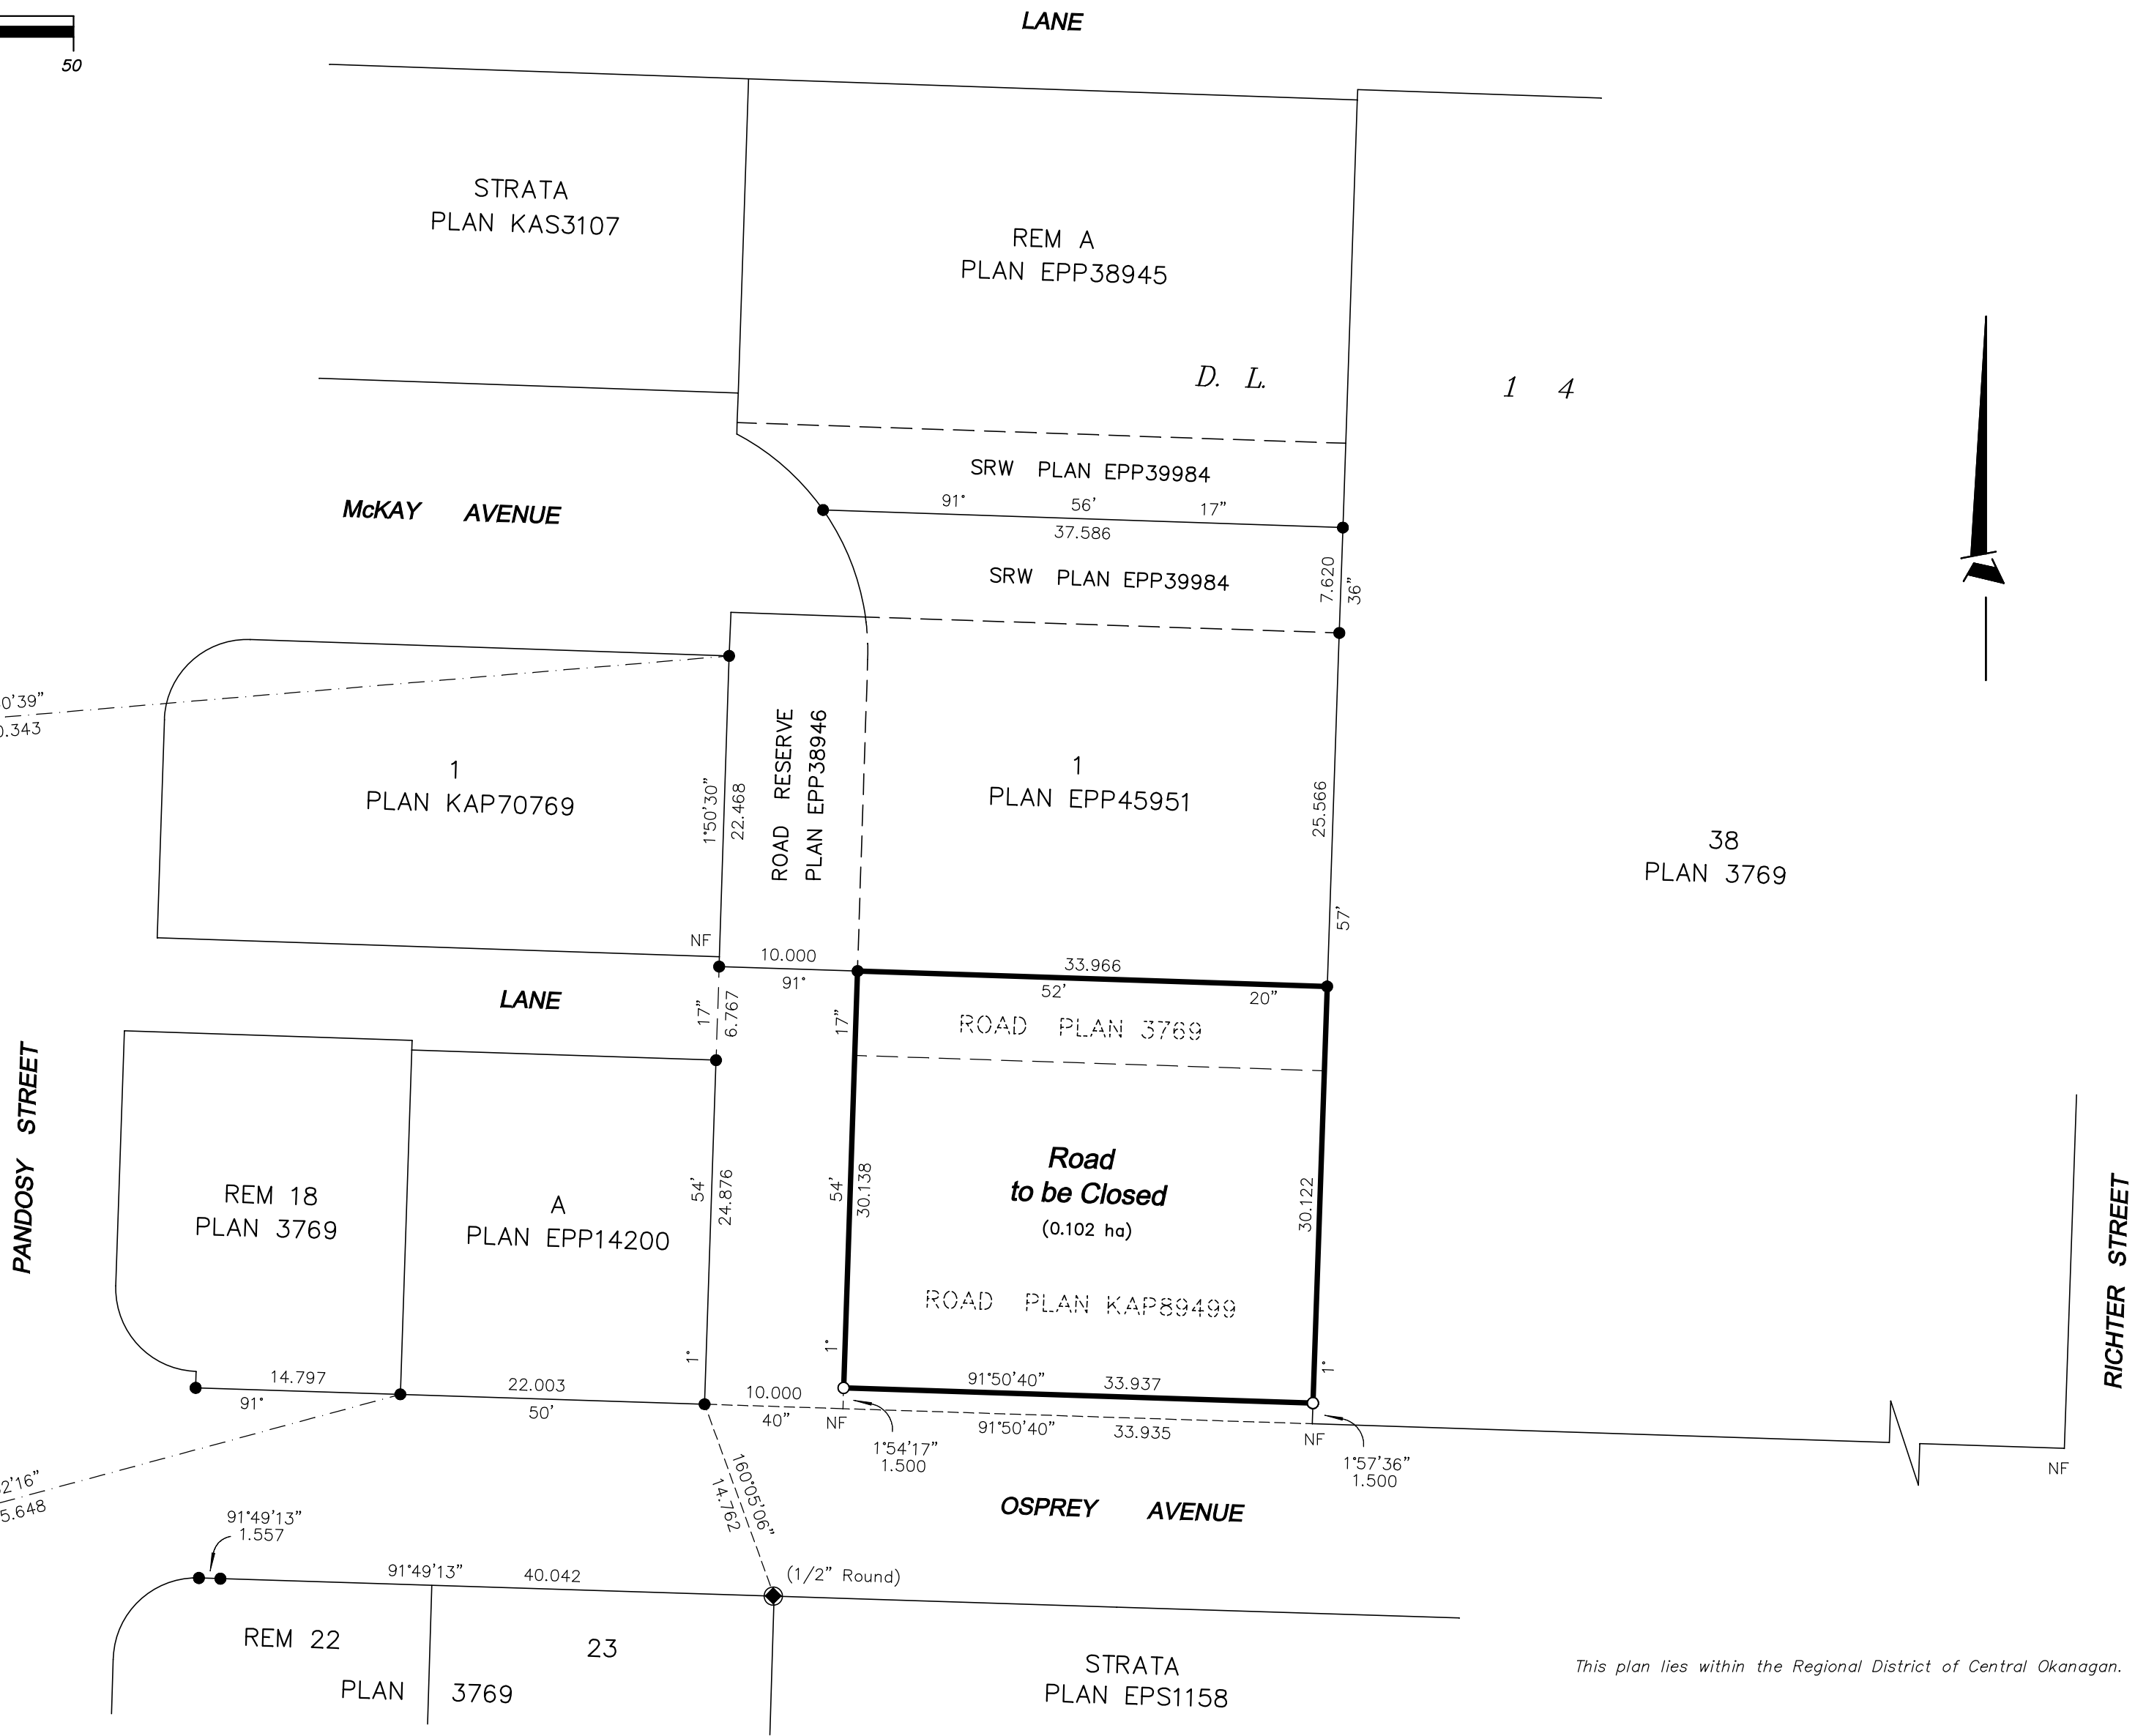 LANE
50
STRATA
PLAN KAS3107
REM A
PLAN EPP38945
D. L.
1 4
SRW PLAN EPP39984
91° 56' 17"
37.586
McKAY AVENUE
SRW PLAN EPP39984
7.620
36"
0'39"
0.343
1
PLAN KAP70769
1°50'30"
22.468
ROAD RESERVE
PLAN EPP38946
1
PLAN EPP45951
25.566
57'
38
PLAN 3769
NF
10.000
91°
33.966
52' 20"
LANE
17"
6.767
17"
ROAD PLAN 3769
PANDOSY STREET
REM 18
PLAN 3769
A
PLAN EPP14200
54'
24.876
1°
54'
30.138
1°
Road
to be Closed
(0.102 ha)
30.122
1°
ROAD PLAN KAP89499
RICHTER STREET
14.797
91°
22.003
50'
10.000
40"
NF
91°50'40" 33.937
91°50'40" 33.935
NF
NF
1°54'17"
1.500
1°57'36"
1.500
2'16"
5.648
160°05'06"
14.762
OSPREY AVENUE
91°49'13"
1.557
91°49'13" 40.042
(1/2" Round)
REM 22
23
PLAN 3769
STRATA
PLAN EPS1158
This plan lies within the Regional District of Central Okanagan.